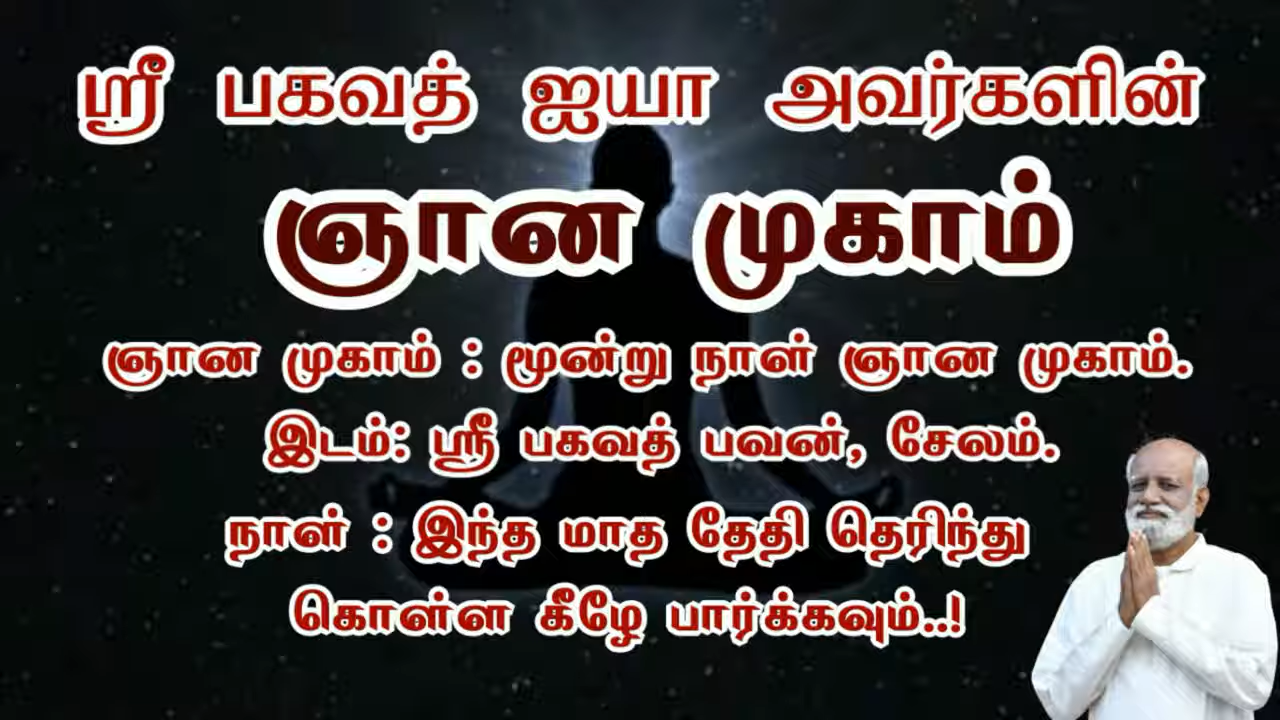 ஸ்ரீ பகவத் ஐயா அவர்களின்
ஞான முகாம்
ஞான முகாம் : மூன்று நாள் ஞான முகாம்.
இடம்: ஸ்ரீ பகவத் பவன், சேலம்.
நாள் : இந்த மாத தேதி தெரிந்து
கொள்ள கீழே பார்க்கவும்..!